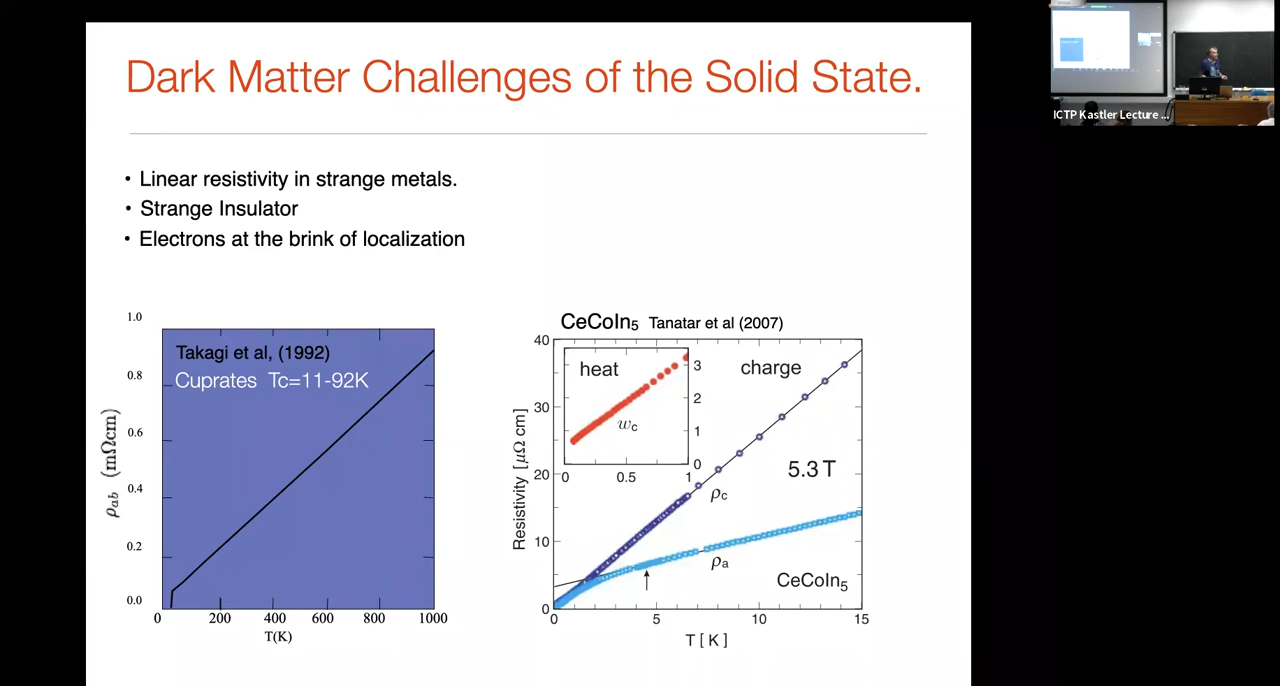 Dark Matter Challenges of the Solid State.
ICTP Kastler Lecture ...
• Linear resistivity in strange metals.
• Strange Insulator
• Electrons at the brink of localization
1.0
0.8
0.6
0.4
0.2
0.0
ρab (mΩcm)
Takagi et al, (1992)
Cuprates Tc=11-92K
0
200
400
600
800
1000
T(K)
CeCoIn5 Tanatar et al (2007)
40
30
20
10
0
Resistivity [μΩ cm]
heat
wc
3
2
1
0
0
0.5
1
charge
5.3 T
ρc
ρa
CeCoIn5
0
5
10
15
T [ K ]